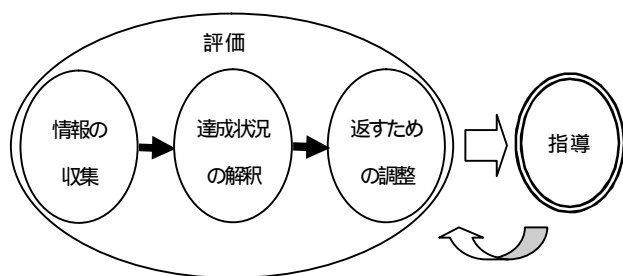 評価
情報の
収集
達成状況
の解釈
返すため
の調整
指導